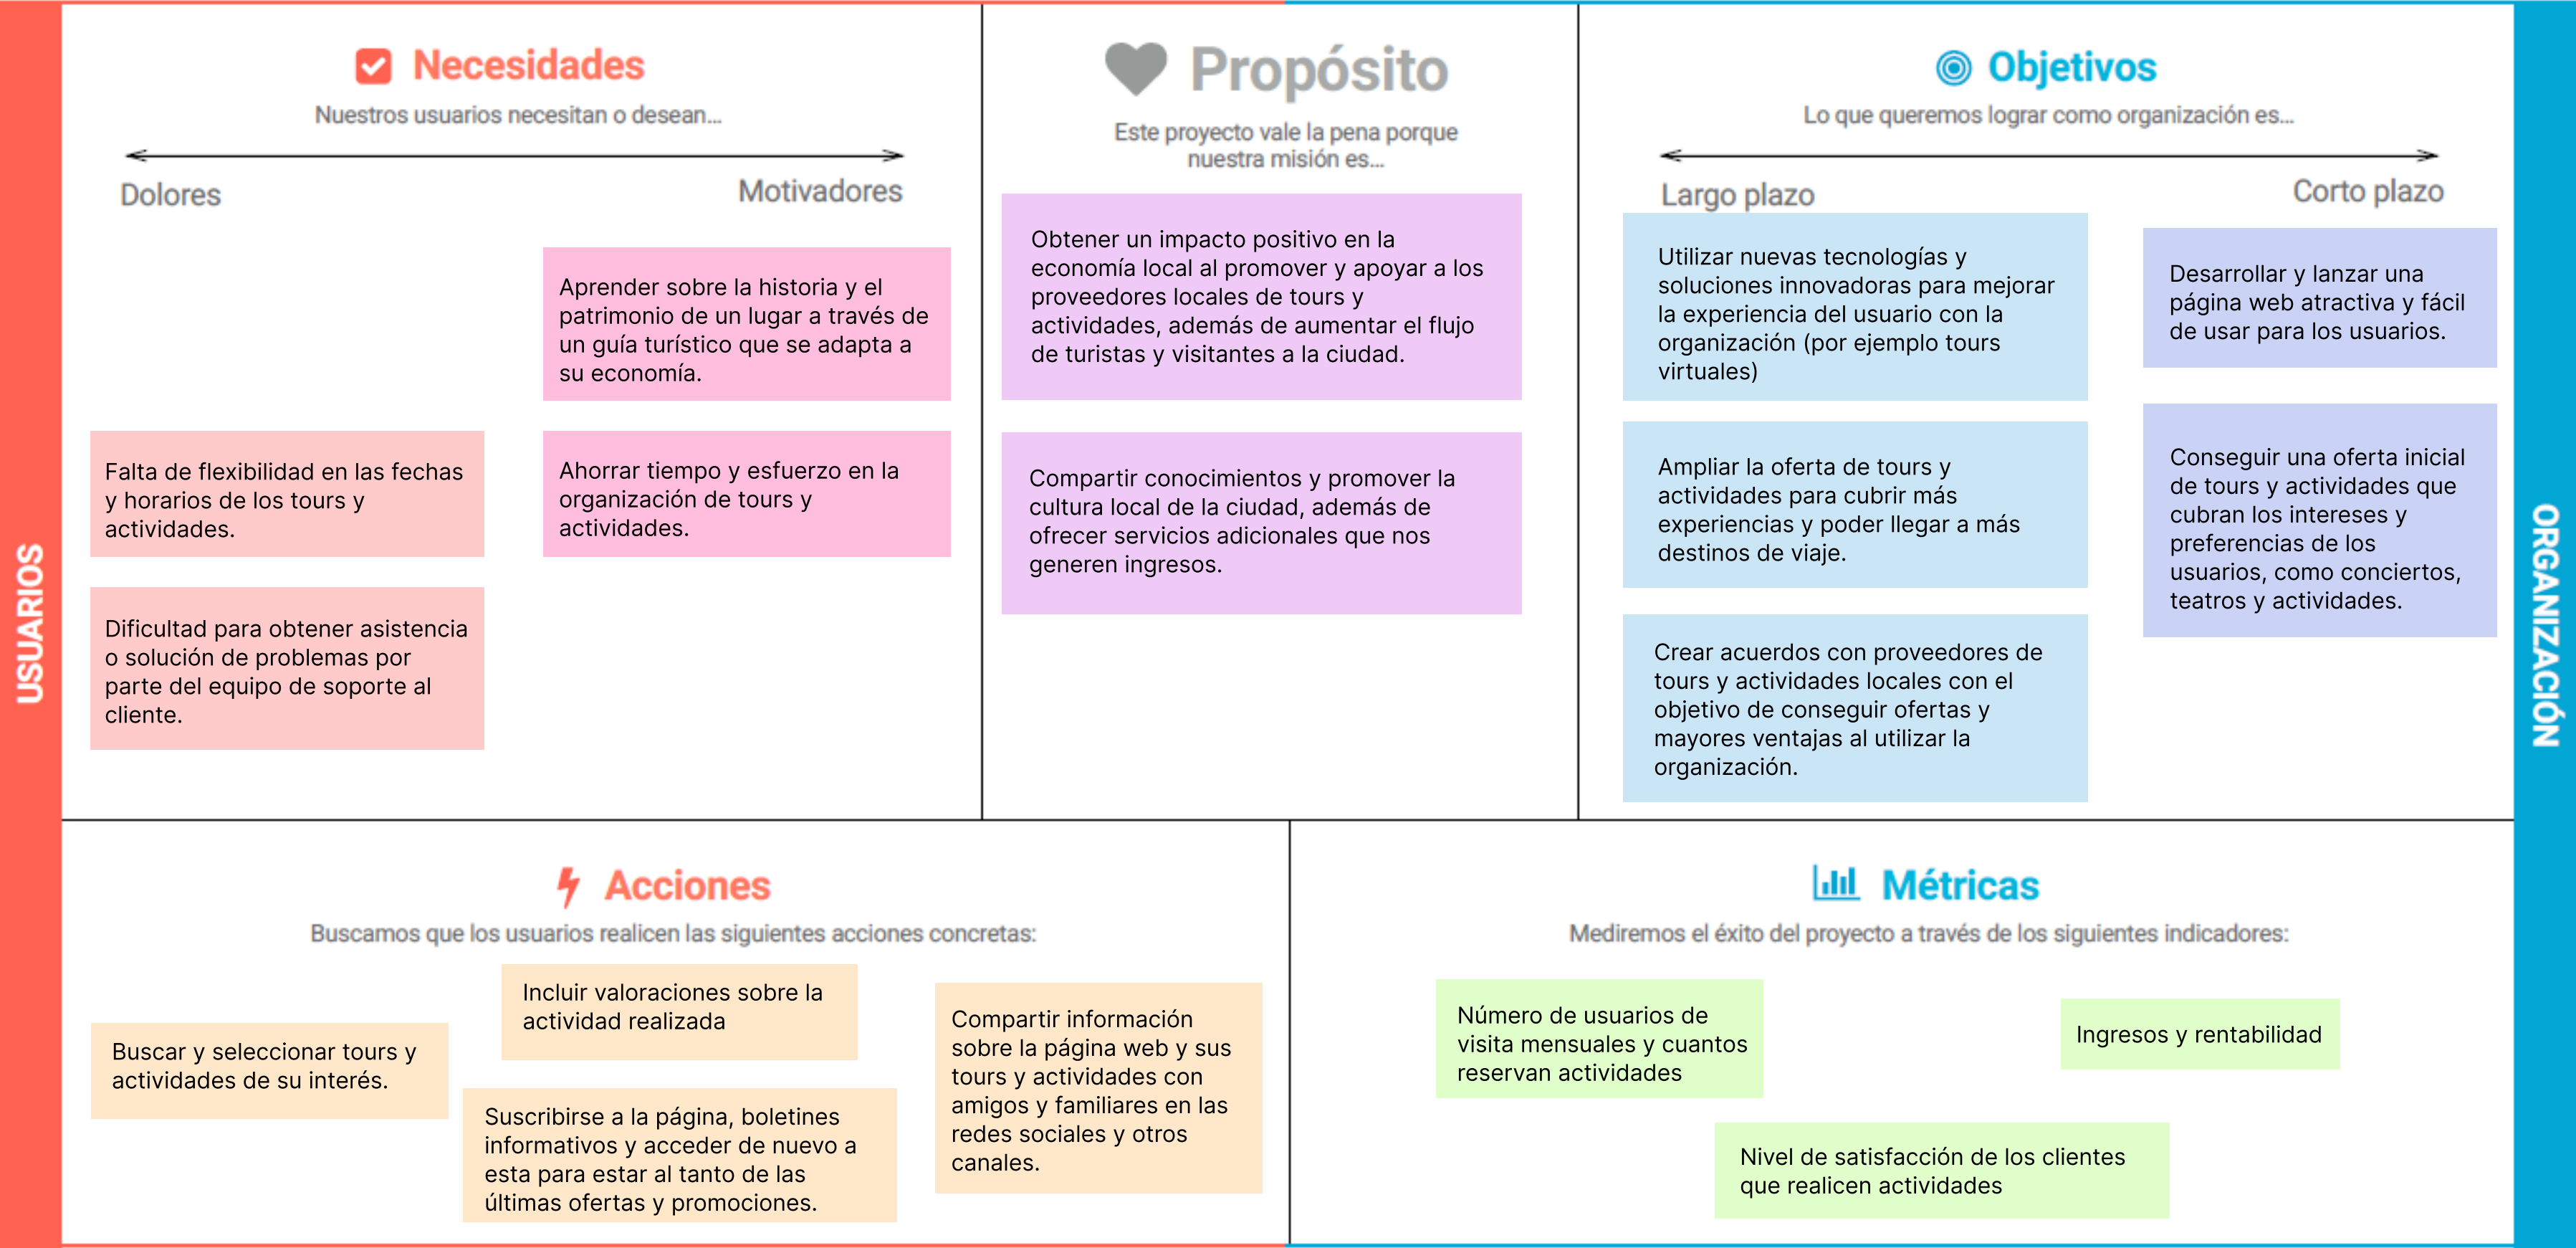 USUARIOS
Necesidades
Nuestros usuarios necesitan o desean...
Dolores
Motivadores
Aprender sobre la historia y el
patrimonio de un lugar a través de
un guía turístico que se adapta a
su economía.
Falta de flexibilidad en las fechas
y horarios de los tours y
actividades.
Ahorrar tiempo y esfuerzo en la
organización de tours y
actividades.
Dificultad para obtener asistencia
o solución de problemas por
parte del equipo de soporte al
cliente.
Propósito
Este proyecto vale la pena porque
nuestra misión es...
Obtener un impacto positivo en la
economía local al promover y apoyar a los
proveedores locales de tours y
actividades, además de aumentar el flujo
de turistas y visitantes a la ciudad.
Compartir conocimientos y promover la
cultura local de la ciudad, además de
ofrecer servicios adicionales que nos
generen ingresos.
Objetivos
Lo que queremos lograr como organización es...
Largo plazo
Corto plazo
Utilizar nuevas tecnologías y
soluciones innovadoras para mejorar
la experiencia del usuario con la
organización (por ejemplo tours
virtuales)
Ampliar la oferta de tours y
actividades para cubrir más
experiencias y poder llegar a más
destinos de viaje.
Crear acuerdos con proveedores de
tours y actividades locales con el
objetivo de conseguir ofertas y
mayores ventajas al utilizar la
organización.
Desarrollar y lanzar una
página web atractiva y fácil
de usar para los usuarios.
Conseguir una oferta inicial
de tours y actividades que
cubran los intereses y
preferencias de los
usuarios, como conciertos,
teatros y actividades.
ORGANIZACIÓN
Acciones
Buscamos que los usuarios realicen las siguientes acciones concretas:
Buscar y seleccionar tours y
actividades de su interés.
Incluir valoraciones sobre la
actividad realizada
Suscribirse a la página, boletines
informativos y acceder de nuevo a
esta para estar al tanto de las
últimas ofertas y promociones.
Compartir información
sobre la página web y sus
tours y actividades con
amigos y familiares en las
redes sociales y otros
canales.
Métricas
Mediremos el éxito del proyecto a través de los siguientes indicadores:
Número de usuarios de
visita mensuales y cuantos
reservan actividades
Ingresos y rentabilidad
Nivel de satisfacción de los clientes
que realicen actividades